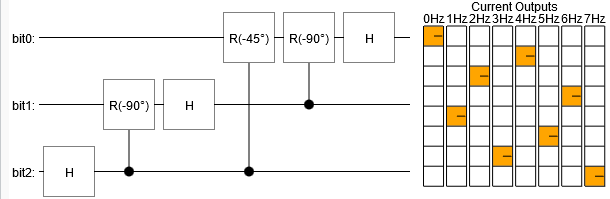 Current Outputs
0Hz 1Hz 2Hz 3Hz 4Hz 5Hz 6Hz 7Hz
bit0: R(-45°) R(-90°) H
bit1: R(-90°) H
bit2: H